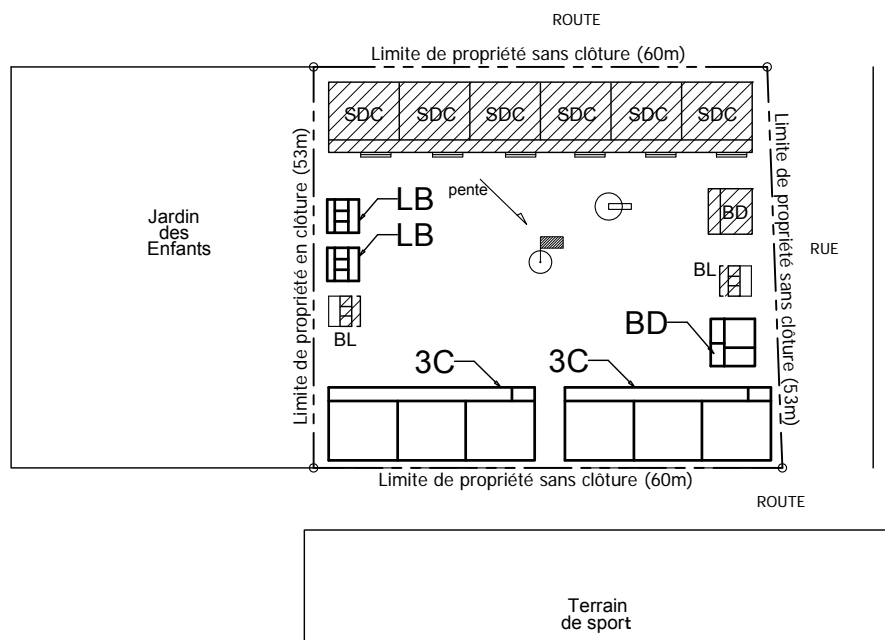 ROUTE
Limite de propriété sans clôture (60m)
SDC SDC SDC SDC SDC SDC
Limite de propriété en clôture (53m)
Limite de propriété sans clôture (53m)
Jardin
des
Enfants
LB
LB
pente
BD
BL
RUE
BL
BD
3C
3C
Limite de propriété sans clôture (60m)
ROUTE
Terrain
de sport